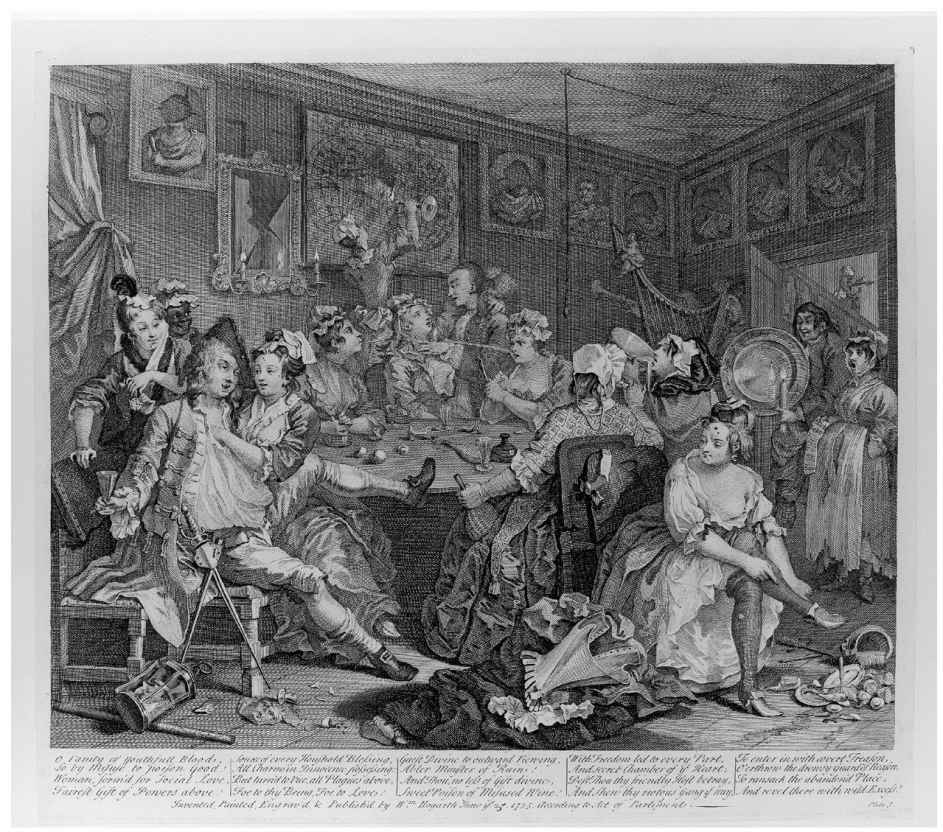 O Vanity of Youthfull Blood,
So by Misuse to poison Good!
Woman, form'd for Social Love,
Fairest Gift of Powers above!
Source of every Houshold Blessing,
All Charms in Innocence possessing:
But turn'd to Vice, all Plagues above,
Foe to thy Being, Foe to Love!
Guest Divine to outward Viewing,
Ablest Minister of Ruin!
And Thou, no less of Gift divine,
Sweet Poison of Misused Wine!
With Freedom led to every Part,
And secret Chamber of ye Heart;
Dost Thou thy friendly Host betray,
And Shew thy riotous Gang ye way,
To enter in with covert Treason,
O'erthrow the drowsy Guard of Reason,
To ransack the abandon'd Place,
And revel there with wild Excess?
Invented Painted, Engrav'd & Publish'd by Wm. Hogarth June ye 25 1735. According to Act of Parliment
Plate 3